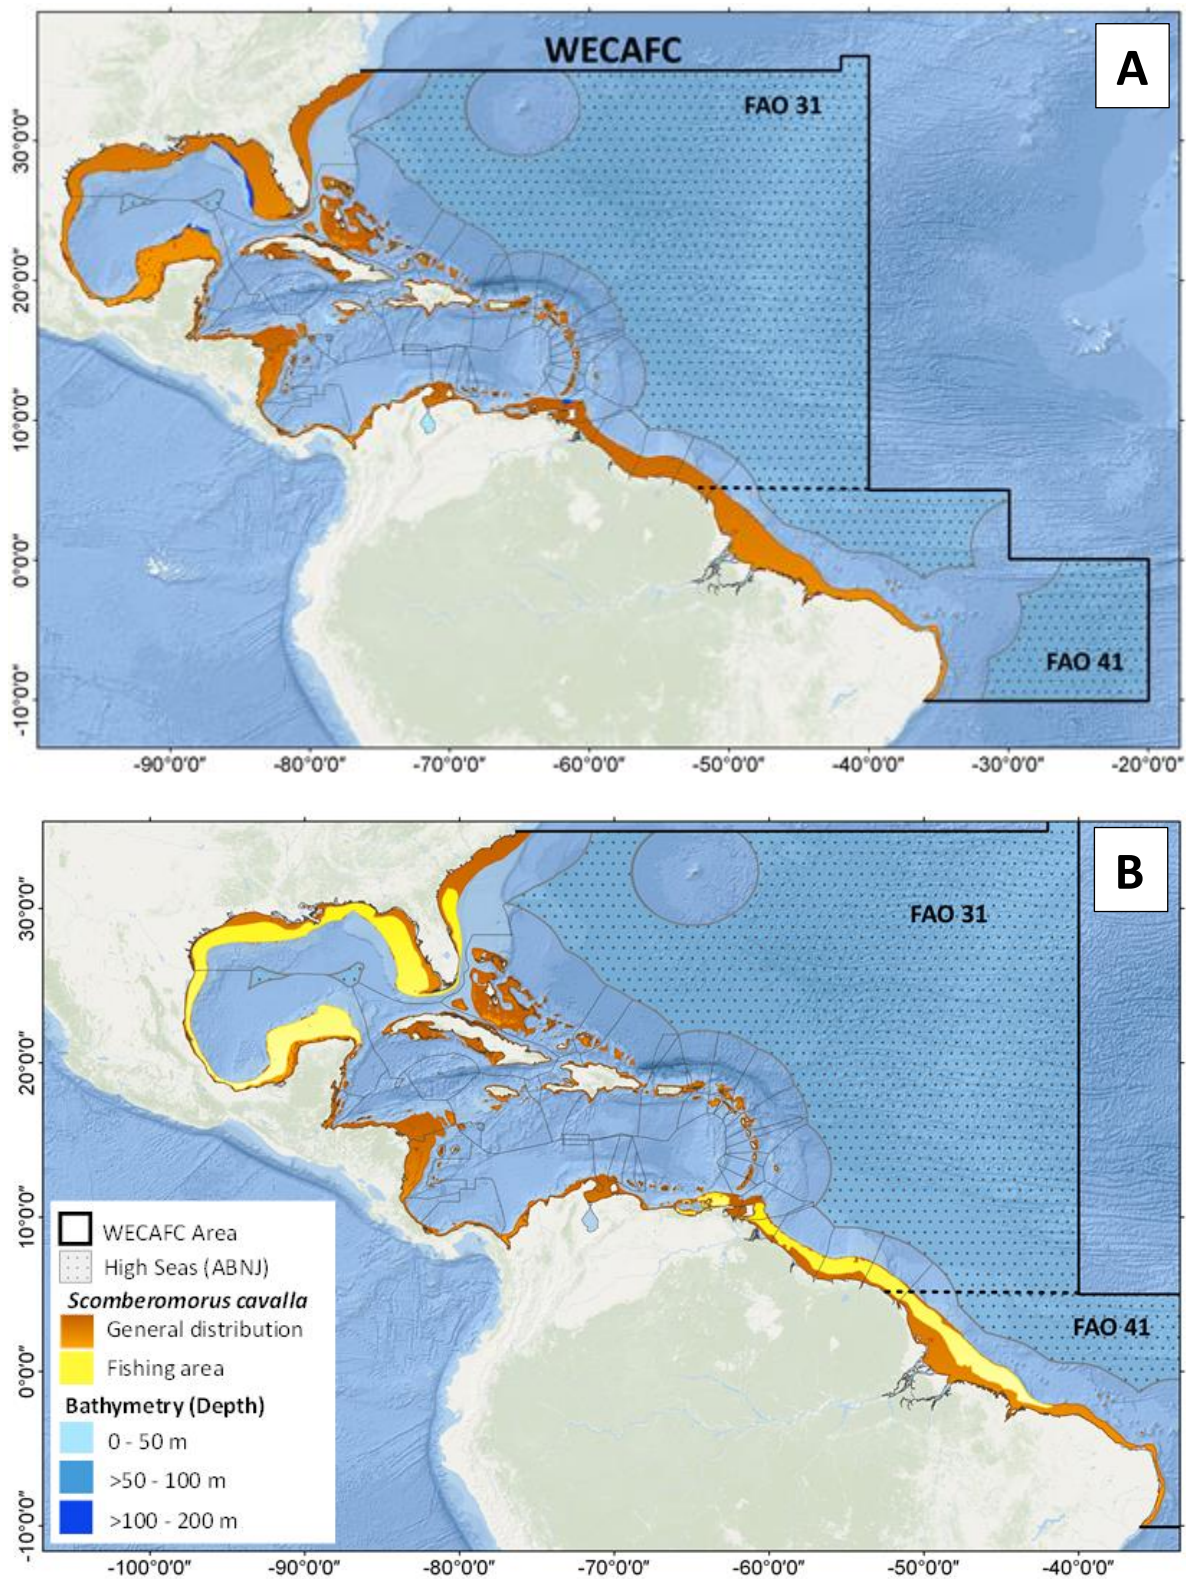 WECAFC
A
FAO 31
30°0'0"
20°0'0"
10°0'0"
0°0'0"
-10°0'0"
FAO 41
-90°0'0"
-80°0'0"
-70°0'0"
-60°0'0"
-50°0'0"
-40°0'0"
-30°0'0"
-20°0'0"
B
FAO 31
30°0'0"
20°0'0"
10°0'0"
0°0'0"
-10°0'0"
FAO 41
WECAFC Area
High Seas (ABNJ)
Scomberomorus cavalla
General distribution
Fishing area
Bathymetry (Depth)
0 - 50 m
>50 - 100 m
>100 - 200 m
-100°0'0"
-90°0'0"
-80°0'0"
-70°0'0"
-60°0'0"
-50°0'0"
-40°0'0"